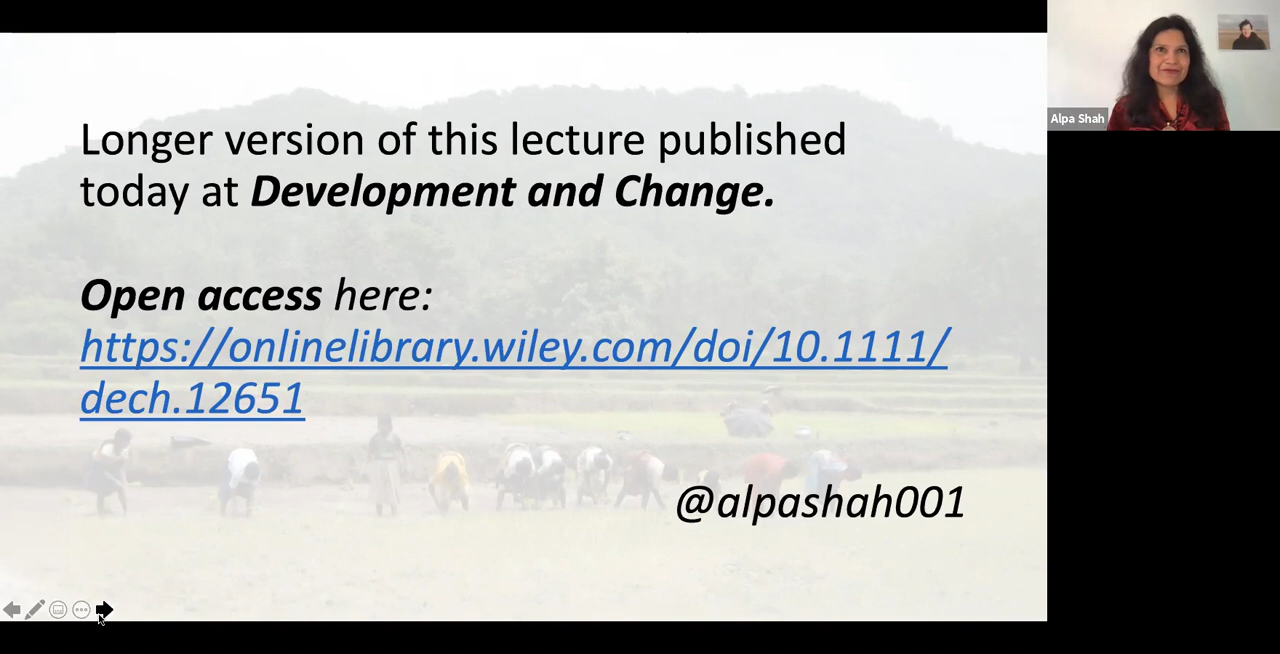 Longer version of this lecture published
today at Development and Change.
Open access here:
https://onlinelibrary.wiley.com/doi/10.1111/
dech.12651
@alpashah001
Alpa Shah